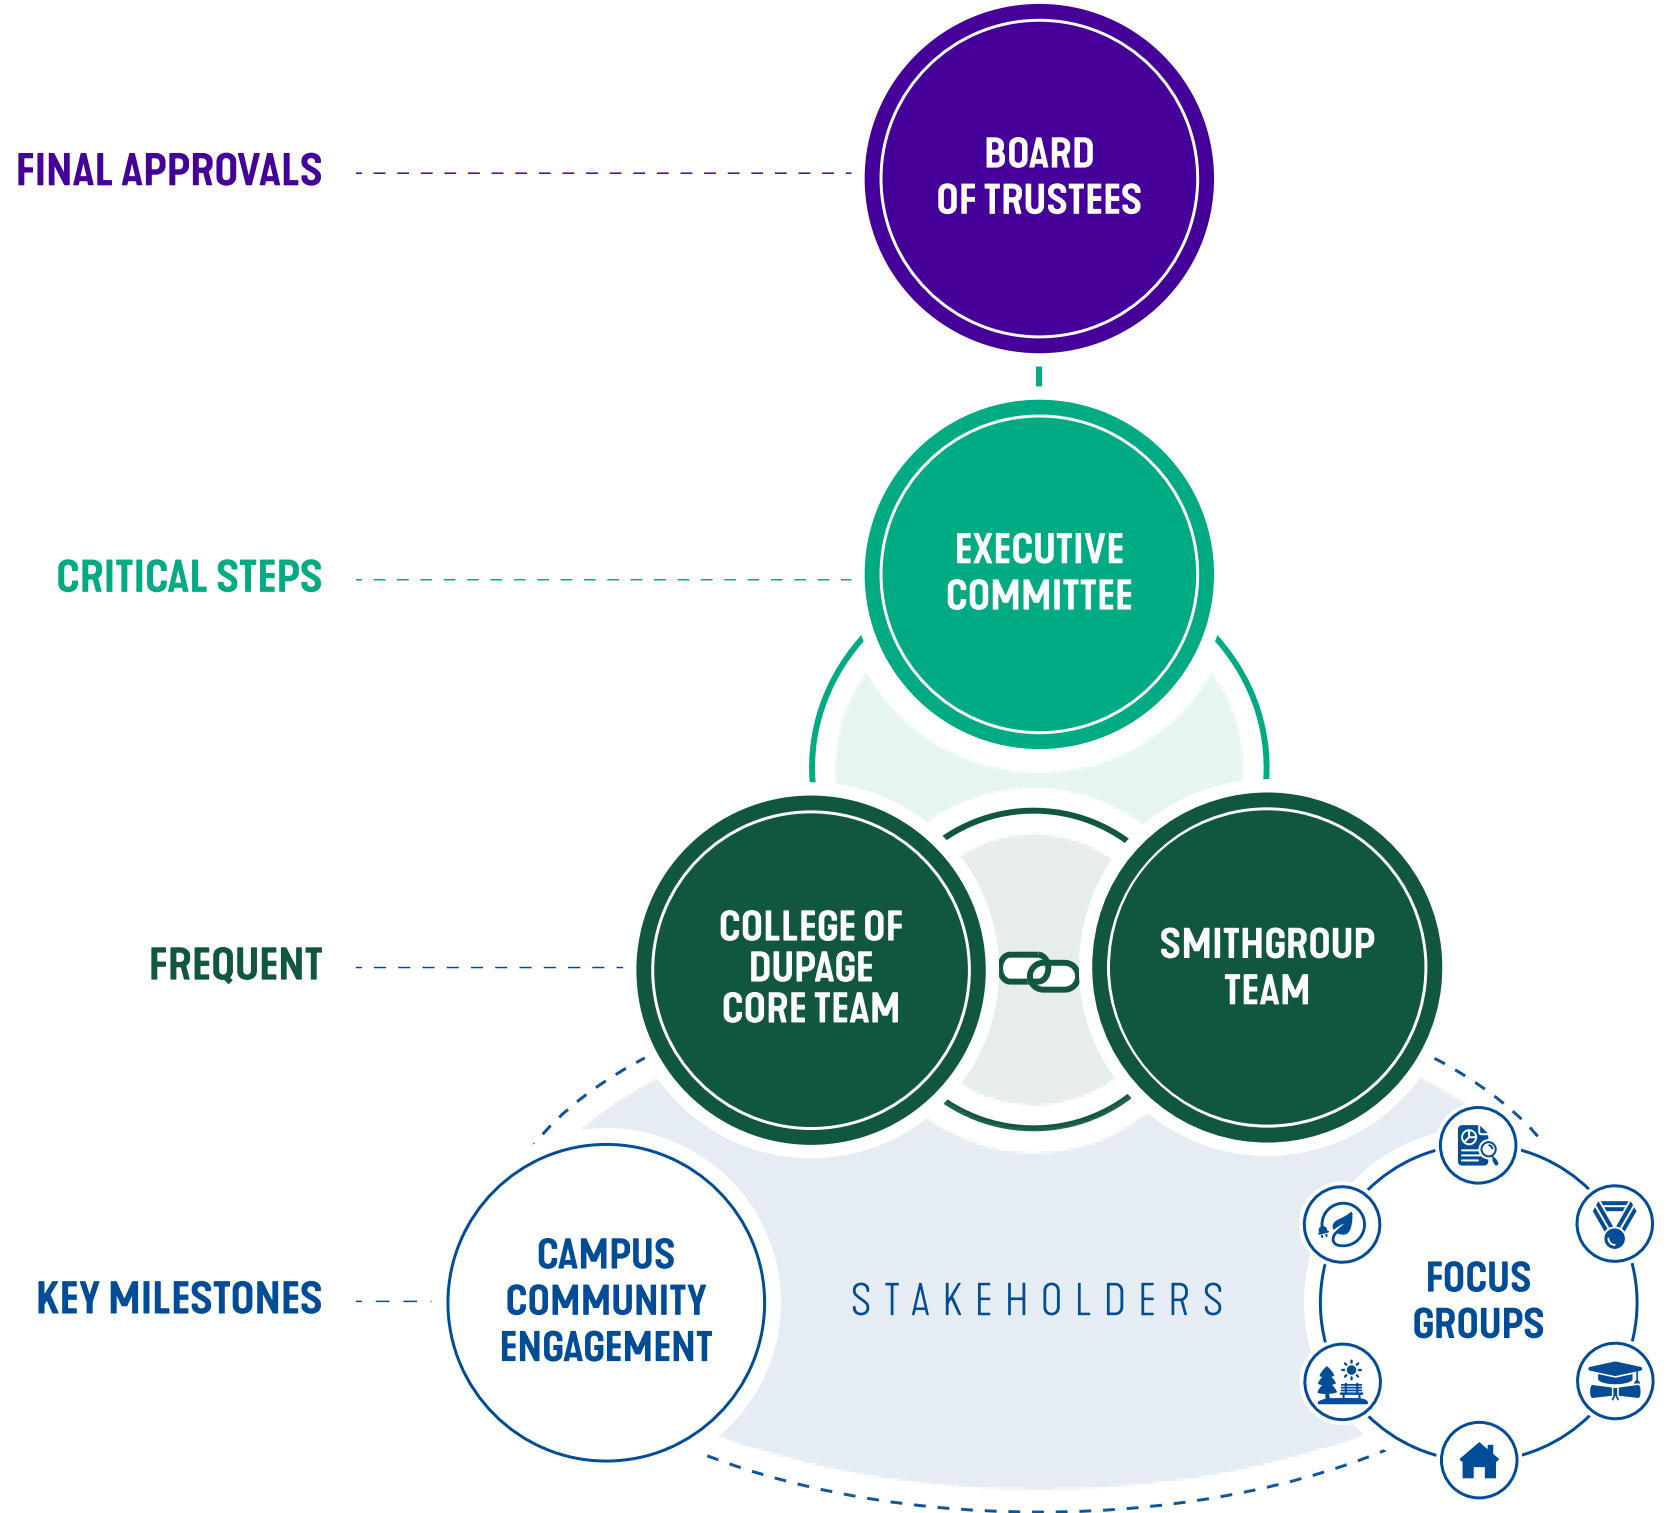 FINAL APPROVALS
BOARD
OF TRUSTEES
CRITICAL STEPS
EXECUTIVE
COMMITTEE
FREQUENT
COLLEGE OF
DUPAGE
CORE TEAM
SMITHGROUP
TEAM
KEY MILESTONES
CAMPUS
COMMUNITY
ENGAGEMENT
STAKEHOLDERS
FOCUS
GROUPS